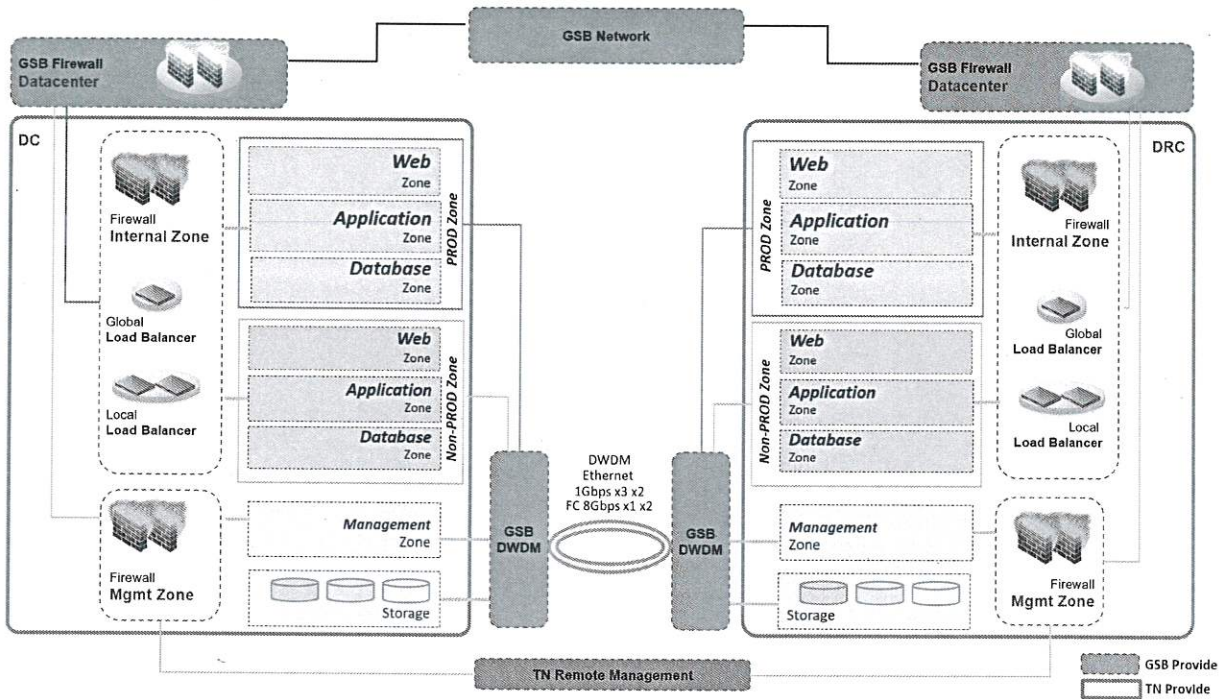 GSB Network
GSB Firewall
Datacenter
GSB Firewall
Datacenter
DC
Firewall
Internal Zone
Global
Load Balancer
Local
Load Balancer
Web
Zone
Application
Zone
Database
Zone
PROD Zone
Web
Zone
Application
Zone
Database
Zone
Non-PROD Zone
Firewall
Mgmt Zone
Management
Zone
Storage
GSB
DWDM
DWDM
Ethernet
1Gbps x3 x2
FC 8Gbps x1 x2
GSB
DWDM
DRC
PROD Zone
Web
Zone
Application
Zone
Database
Zone
Non-PROD Zone
Web
Zone
Application
Zone
Database
Zone
Firewall
Internal Zone
Global
Load Balancer
Local
Load Balancer
Management
Zone
Storage
Firewall
Mgmt Zone
TN Remote Management
GSB Provide
TN Provide